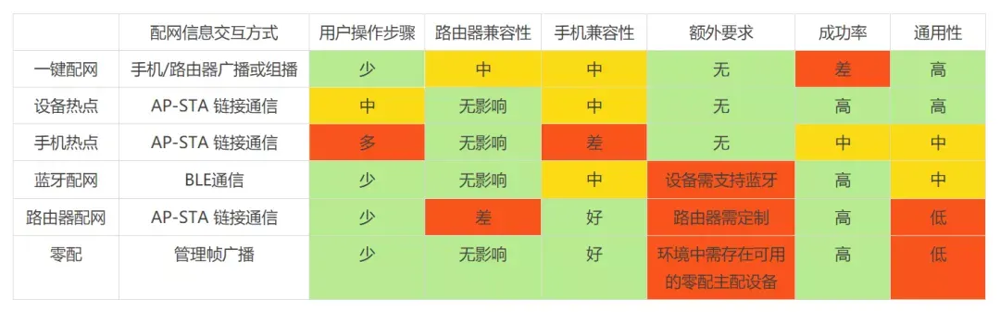 配网信息交互方式 用户操作步骤 路由器兼容性 手机兼容性 额外要求 成功率 通用性
一键配网 手机/路由器广播或组播 少 中 中 无 差 高
设备热点 AP-STA 链接通信 中 无影响 中 无 高 高
手机热点 AP-STA 链接通信 多 无影响 差 无 中 中
蓝牙配网 BLE通信 少 无影响 中 设备需支持蓝牙 高 中
路由器配网 AP-STA 链接通信 少 差 好 路由器需定制 高 低
零配 管理帧广播 少 无影响 好 环境中需存在可用 高 低
的零配主配设备